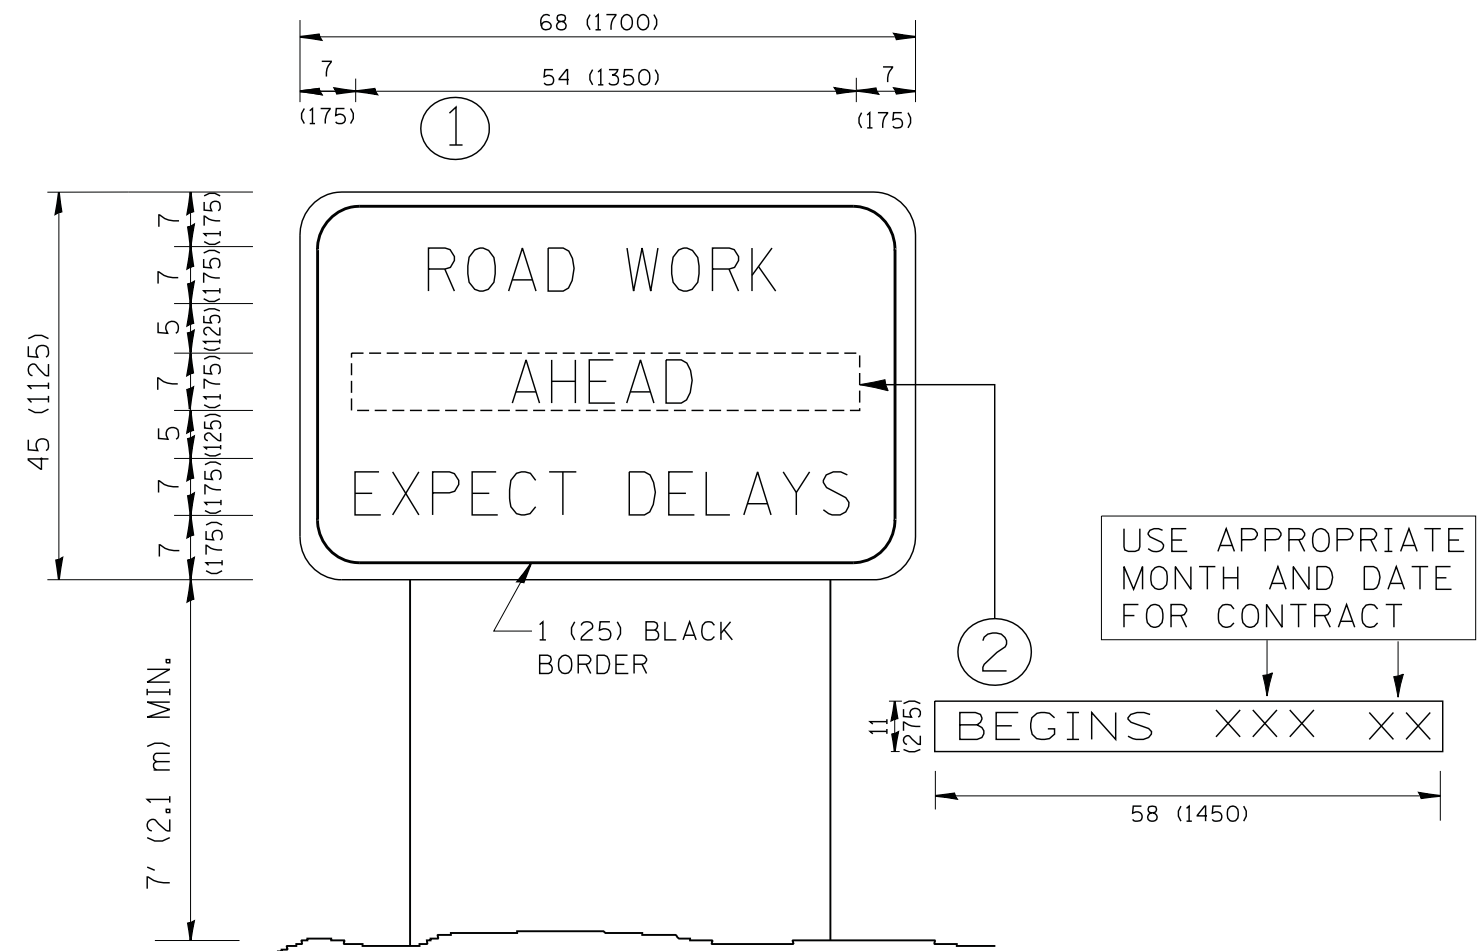 68 (1700)
7
54 (1350)
7
(175)
(175)
1
45 (1125)
7
(175)
7
(175)
5
(125)
7
(175)
5
(125)
7
(175)
7
(175)
ROAD WORK
AHEAD
EXPECT DELAYS
1 (25) BLACK
BORDER
7' (2.1 m) MIN.
2
USE APPROPRIATE
MONTH AND DATE
FOR CONTRACT
11
(275)
BEGINS XXX XX
58 (1450)